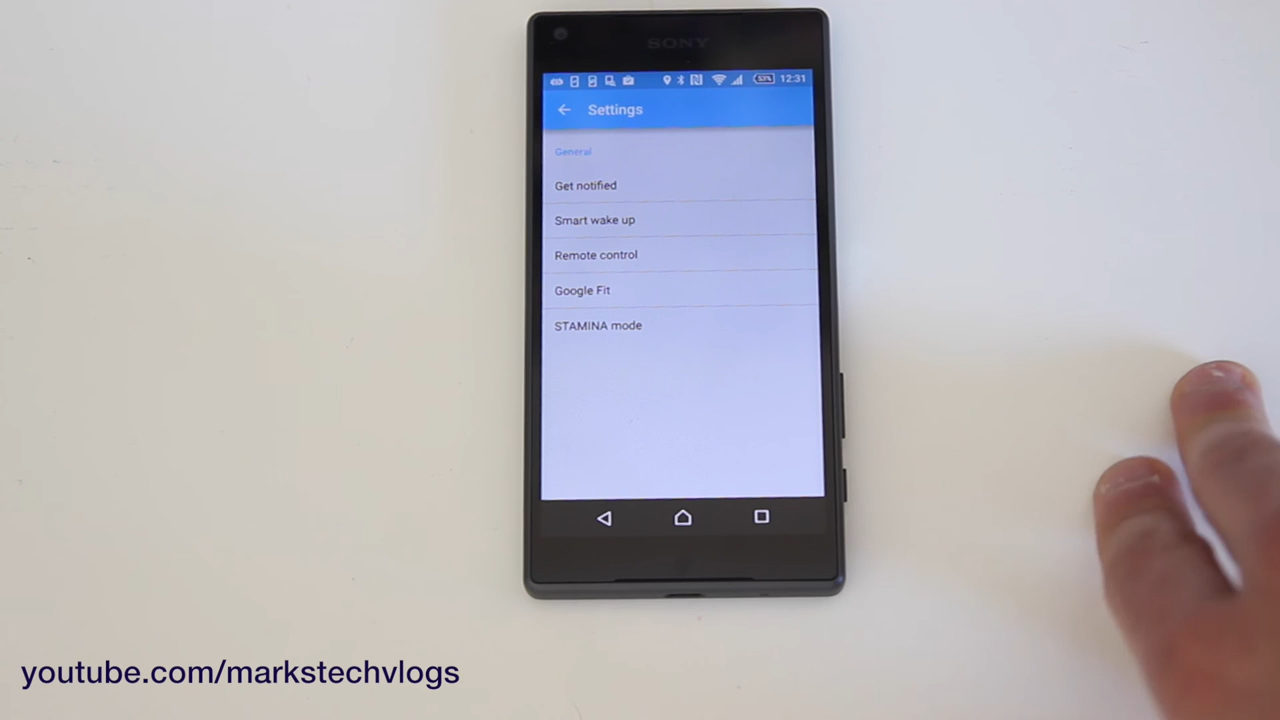 SONY
53% 12:31
Settings
General
Get notified
Smart wake up
Remote control
Google Fit
STAMINA mode
youtube.com/markstechvlogs